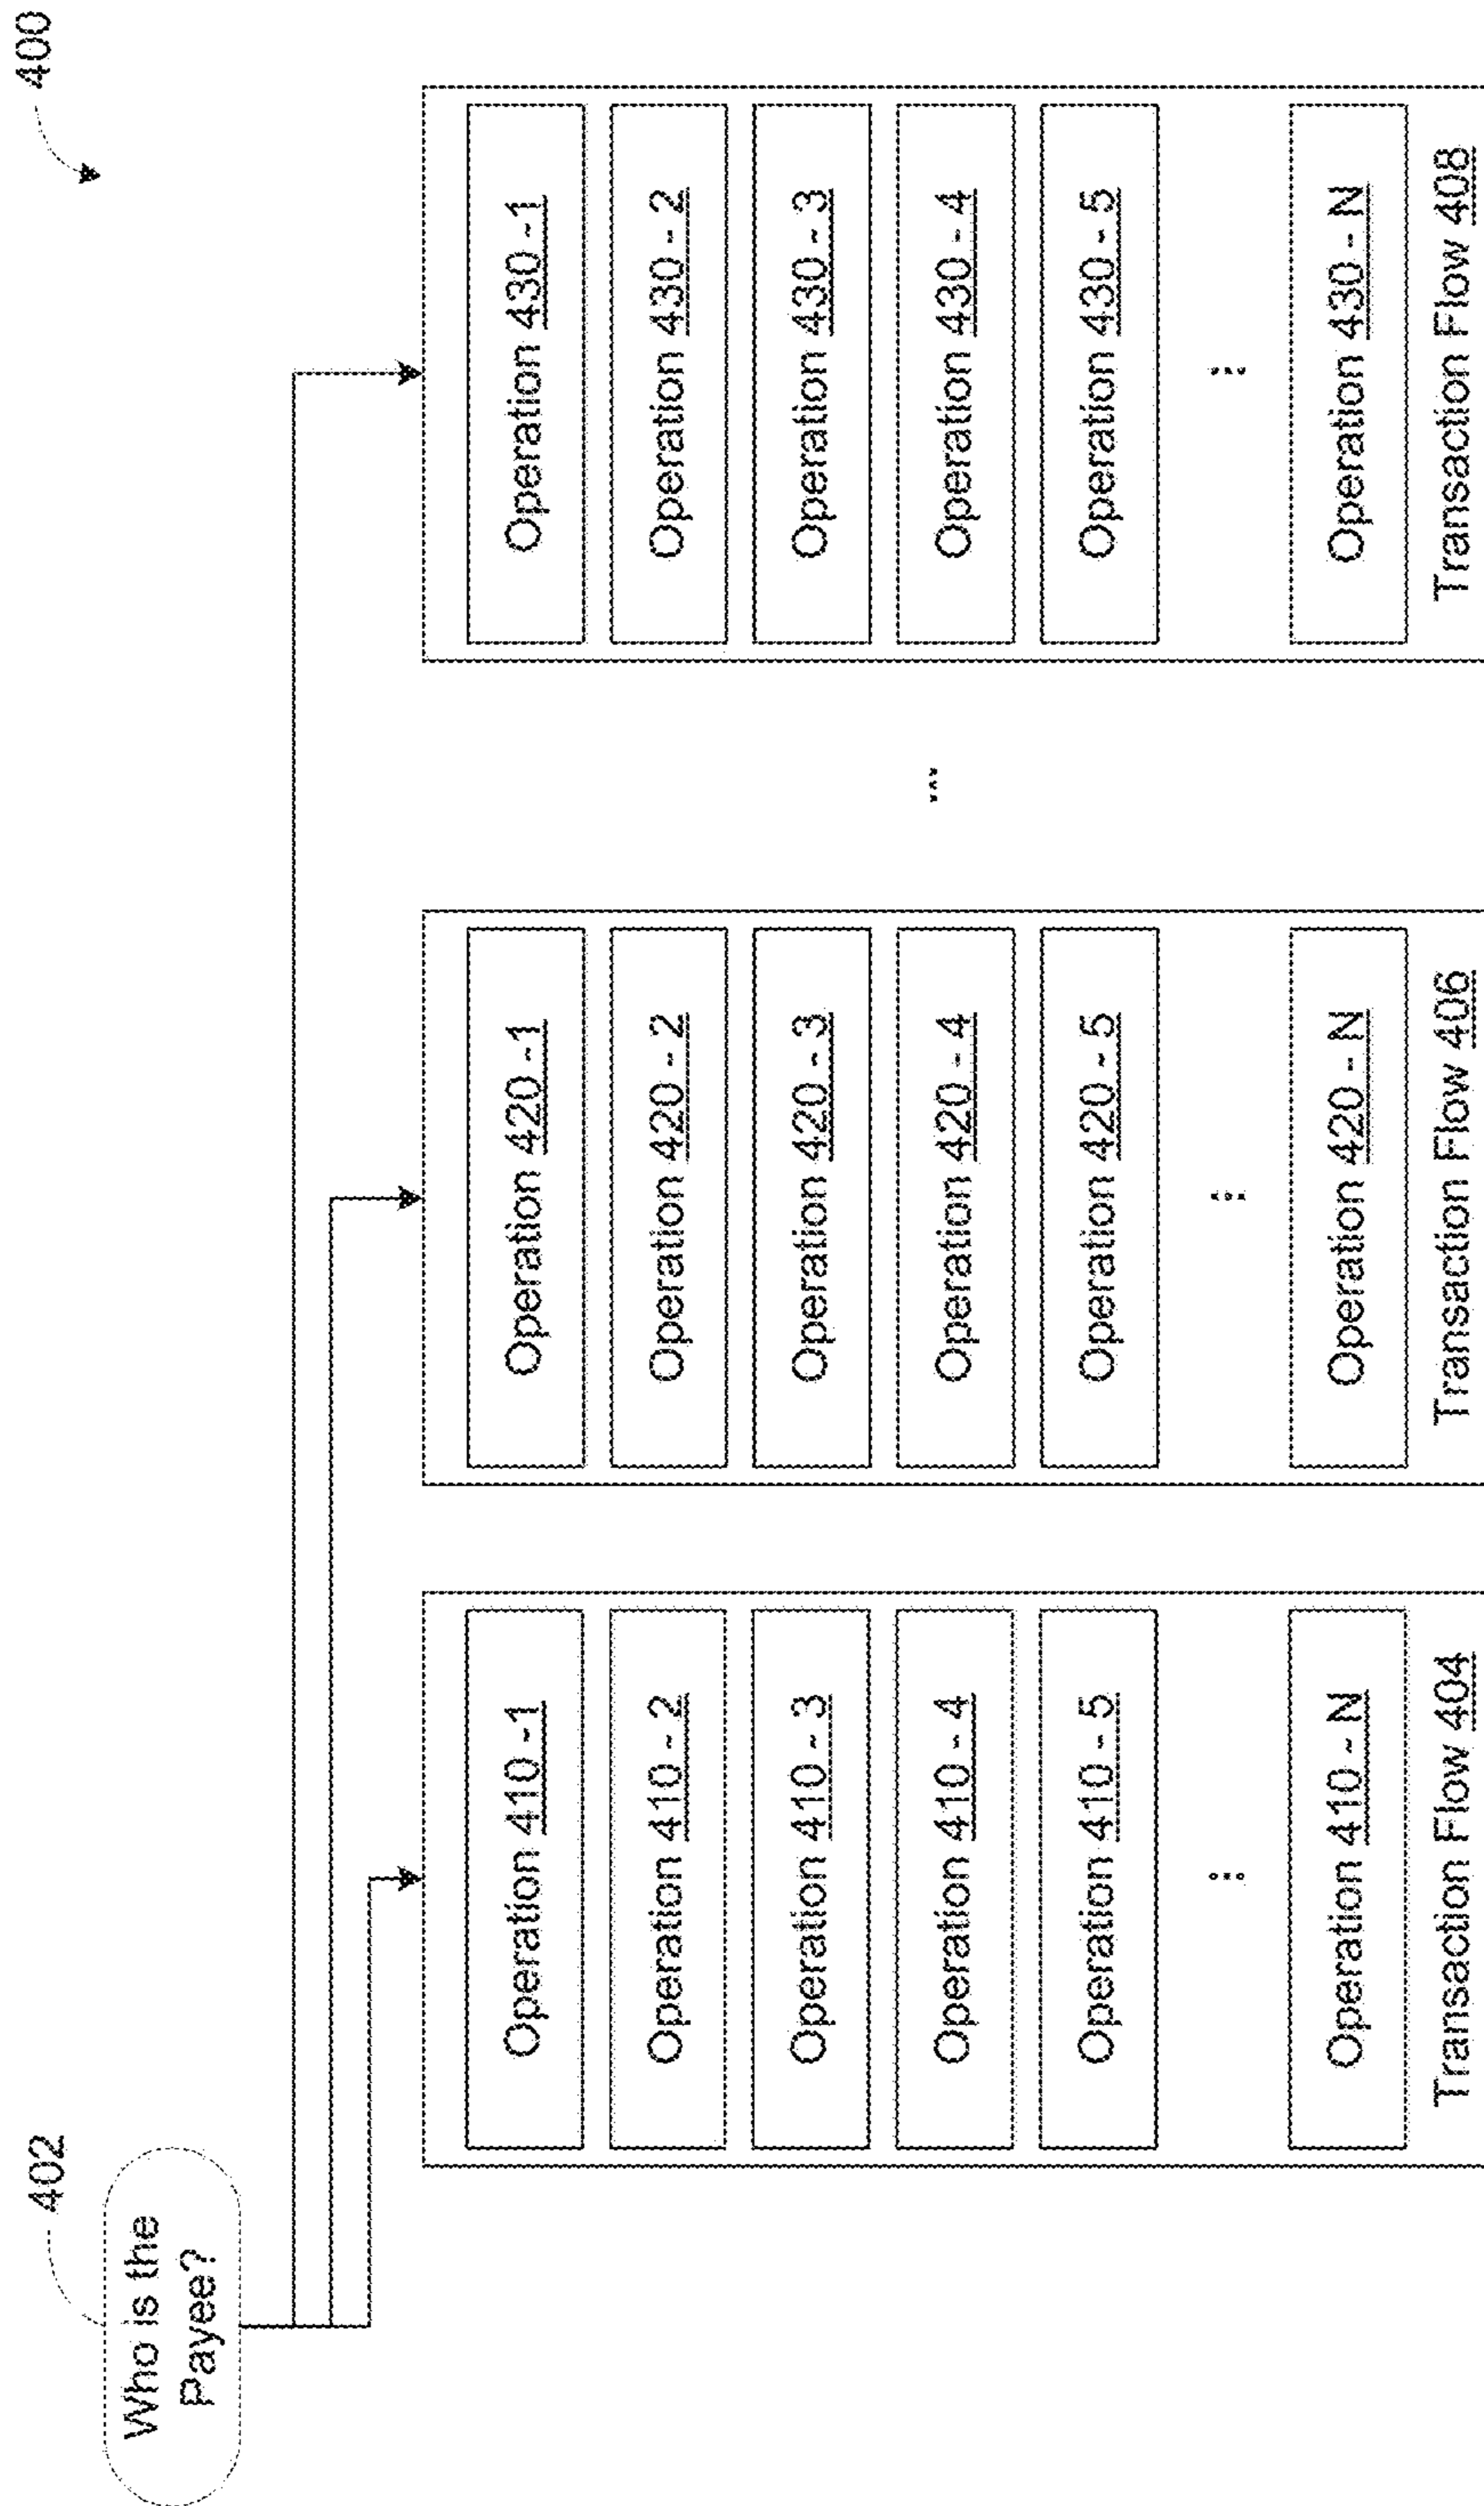 400
402
Who is the
Payee?
Operation 410 - 1
Operation 410 - 2
Operation 410 - 3
Operation 410 - 4
Operation 410 - 5
Operation 410 - N
Transaction Flow 404
Operation 420 - 1
Operation 420 - 2
Operation 420 - 3
Operation 420 - 4
Operation 420 - 5
Operation 420 - N
Transaction Flow 406
...
Operation 430 - 1
Operation 430 - 2
Operation 430 - 3
Operation 430 - 4
Operation 430 - 5
Operation 430 - N
Transaction Flow 408